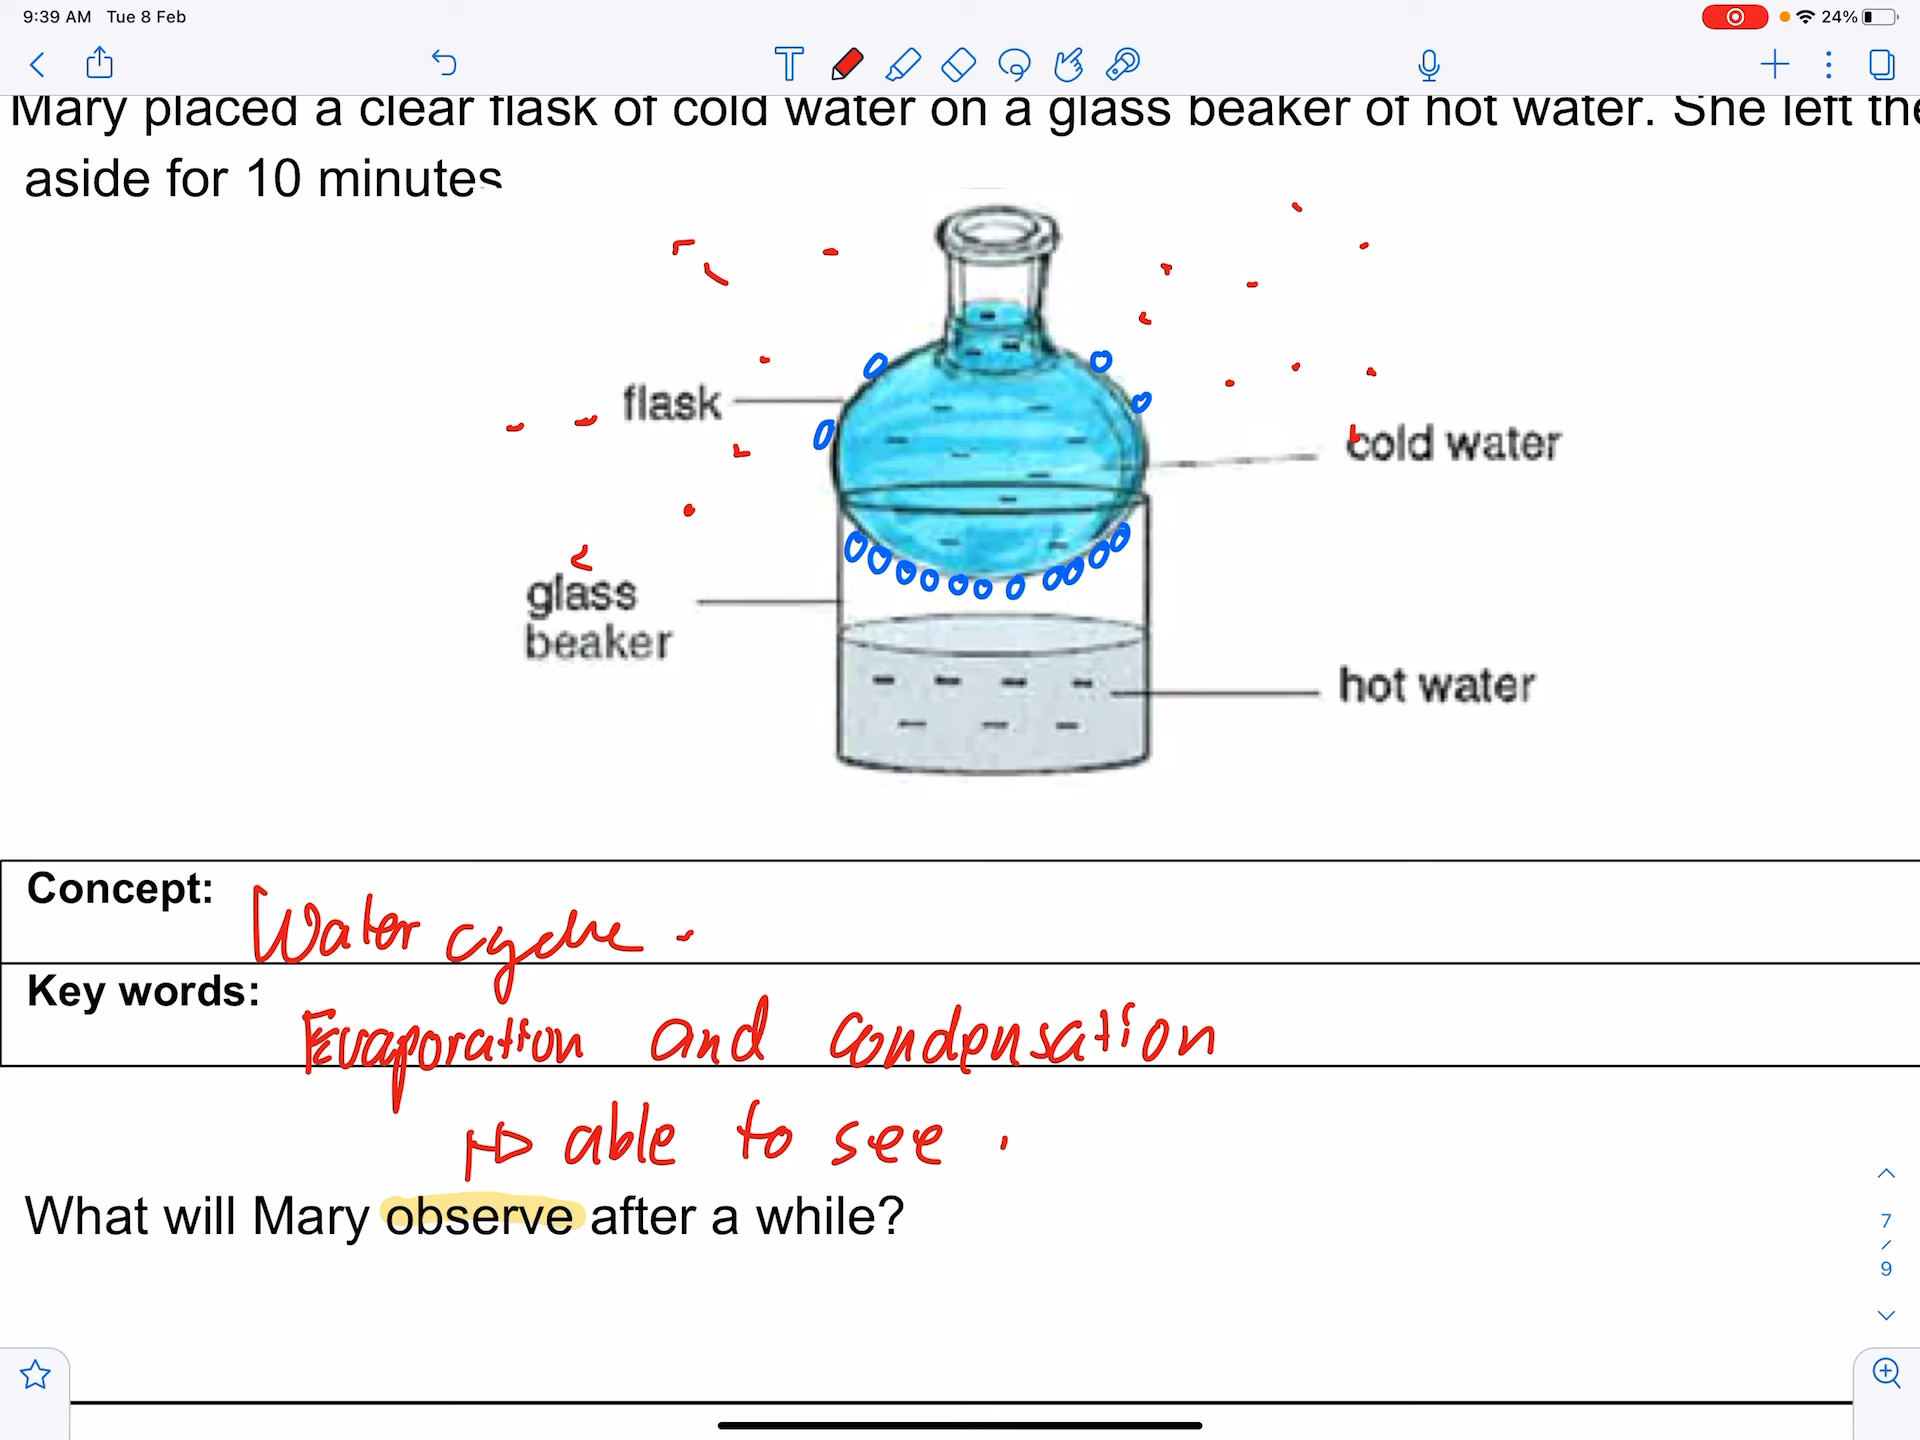 9:39 AM Tue 8 Feb
24%
Mary placed a clear flask of cold water on a glass beaker of hot water. She left the
aside for 10 minutes
flask
cold water
glass
beaker
hot water
Concept: Water cycle.
Key words: Evaporation and condensation
able to see.
What will Mary observe after a while?
7
/
9